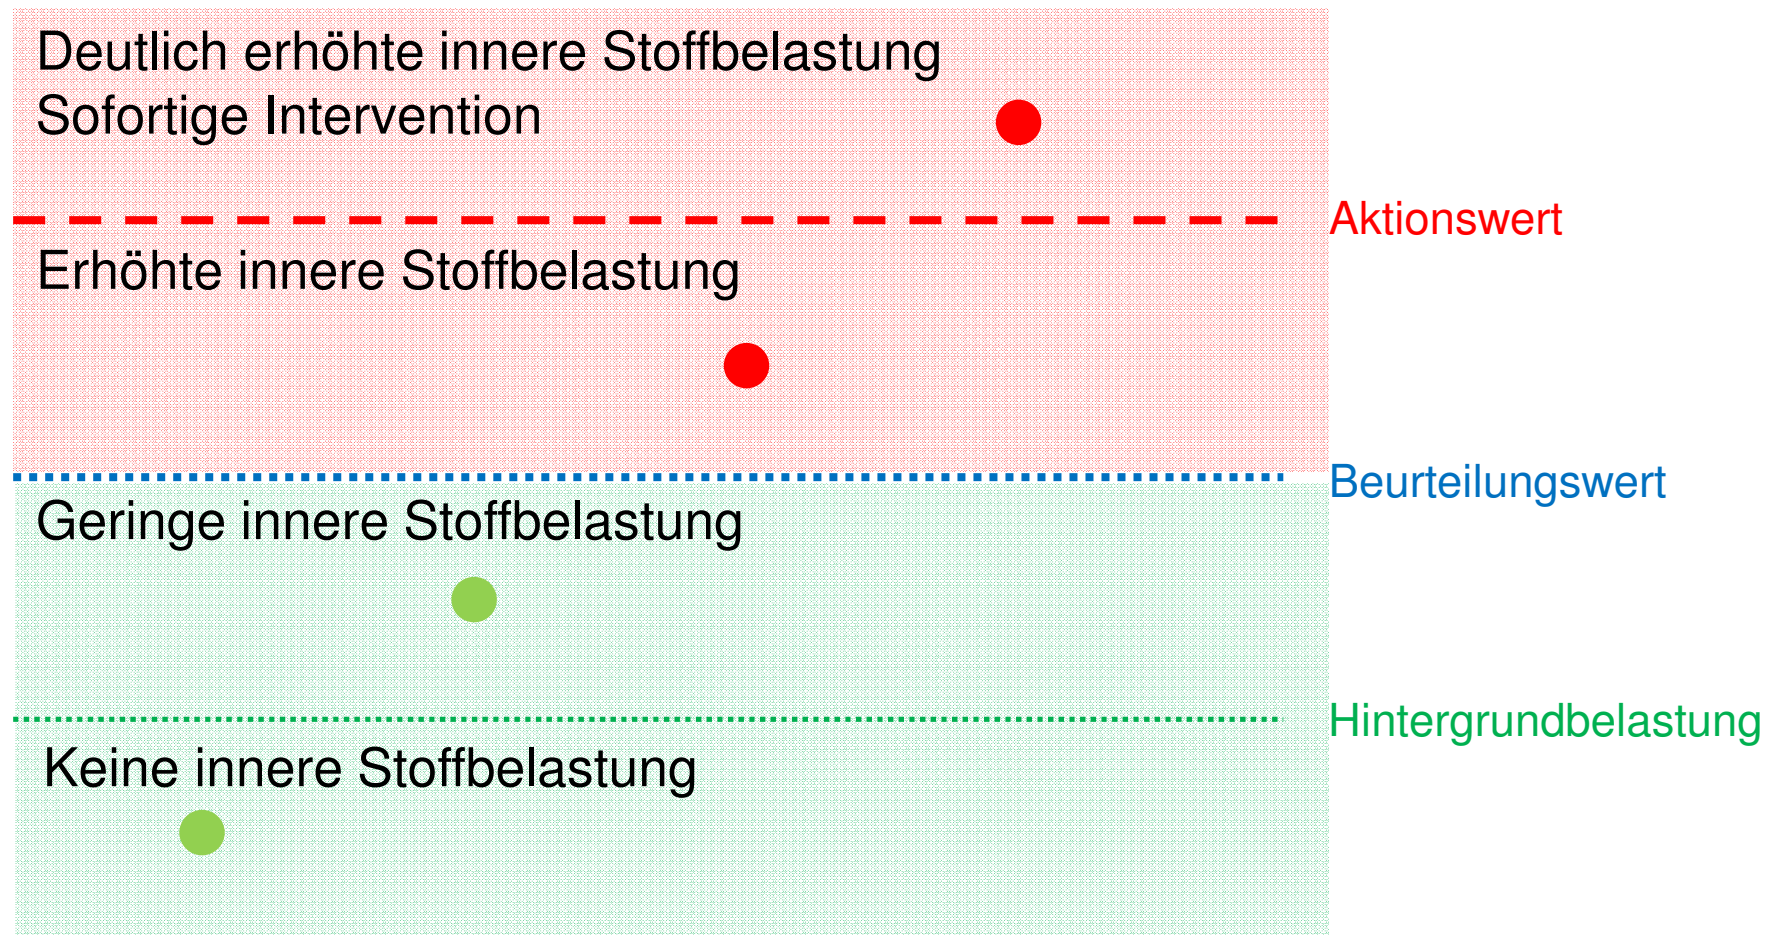 Deutlich erhöhte innere Stoffbelastung
Sofortige Intervention
Aktionswert
Erhöhte innere Stoffbelastung
Beurteilungswert
Geringe innere Stoffbelastung
Hintergrundbelastung
Keine innere Stoffbelastung